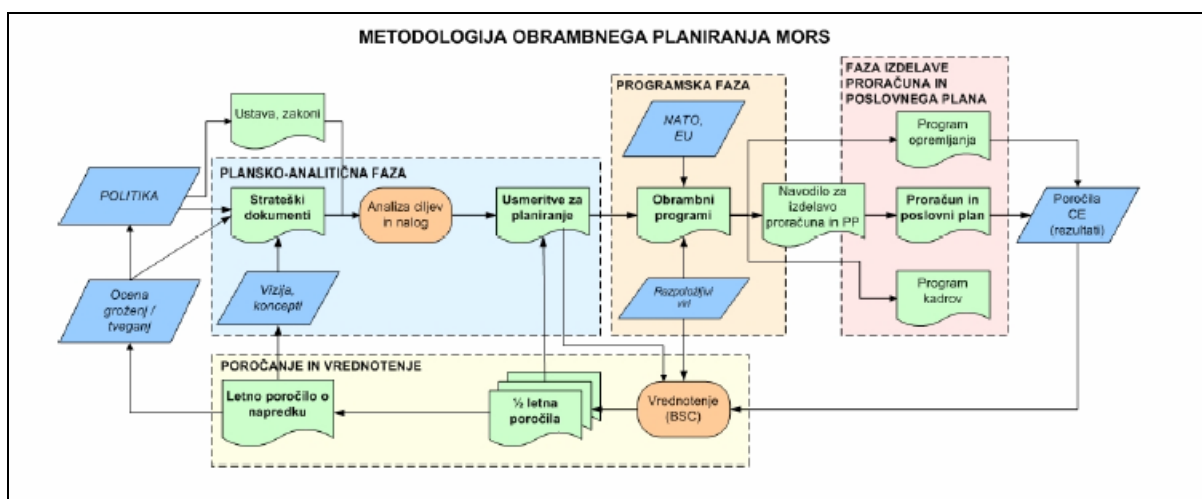 METODOLOGIJA OBRAMBNEGA PLANIRANJA MORS
FAZA IZDELAVE
PRORAČUNA IN
POSLOVNEGA PLANA
PROGRAMSKA FAZA
Ustava, zakoni
NATO,
EU
Program
opremljanja
PLANSKO-ANALITIČNA FAZA
POLITIKA
Strateški
dokumenti
Analiza ciljev
in nalog
Usmeritve za
planiranje
Obrambni
programi
Navodilo za
izdelavo
proračuna in PP
Proračun in
poslovni plan
Poročila
CE
(rezultati)
Ocena
groženj /
tveganj
Vizija,
koncepti
Razpoložljivi
viri
Program
kadrov
POROČANJE IN VREDNOTENJE
Letno poročilo o
napredku
½ letna
poročila
Vrednotenje
(BSC)